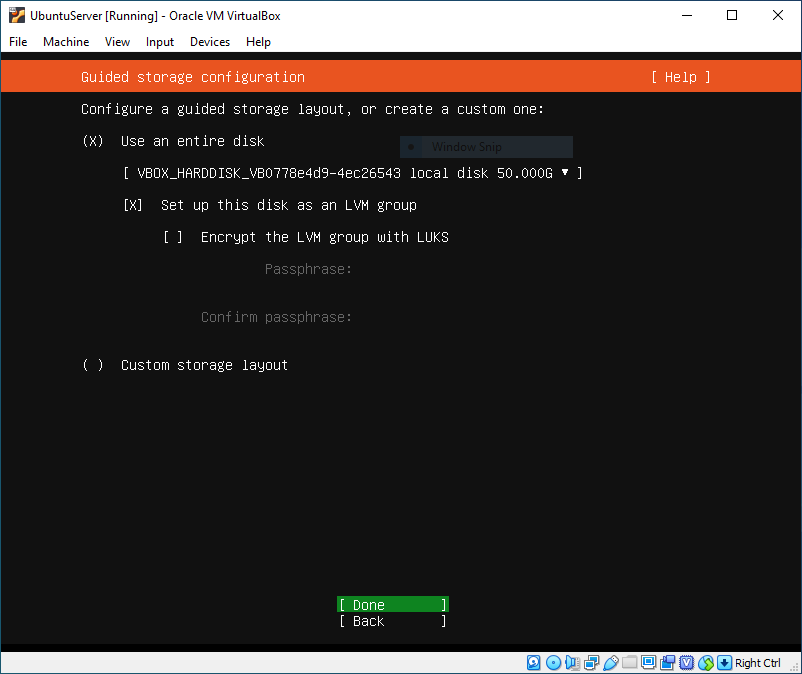 UbuntuServer [Running] - Oracle VM VirtualBox
File Machine View Input Devices Help
Guided storage configuration [ Help ]
Configure a guided storage layout, or create a custom one:
(X) Use an entire disk
Window Snip
[ VBOX_HARDDISK_VB0778e4d9-4ec26543 local disk 50.000G ▼ ]
[X] Set up this disk as an LVM group
[ ] Encrypt the LVM group with LUKS
Passphrase:
Confirm passphrase:
( ) Custom storage layout
[ Done ]
[ Back ]
Right Ctrl